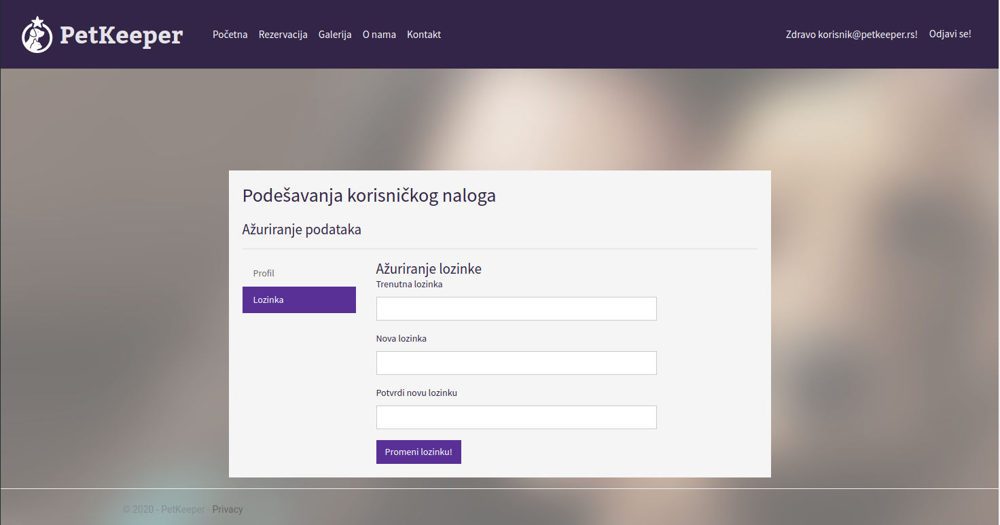 PetKeeper
Početna Rezervacija Galerija O nama Kontakt
Zdravo korisnik@petkeeper.rs! Odjavi se!
Podešavanja korisničkog naloga
Ažuriranje podataka
Profil
Lozinka
Ažuriranje lozinke
Trenutna lozinka
Nova lozinka
Potvrdi novu lozinku
Promeni lozinku!
© 2020 - PetKeeper - Privacy